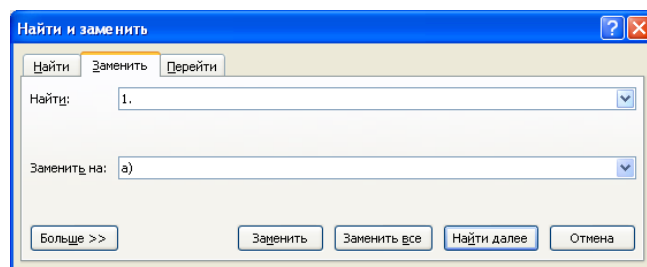 Найти и заменить
Найти Заменить Перейти
Найти: 1.
Заменить на: а)
Больше >> Заменить Заменить все Найти далее Отмена